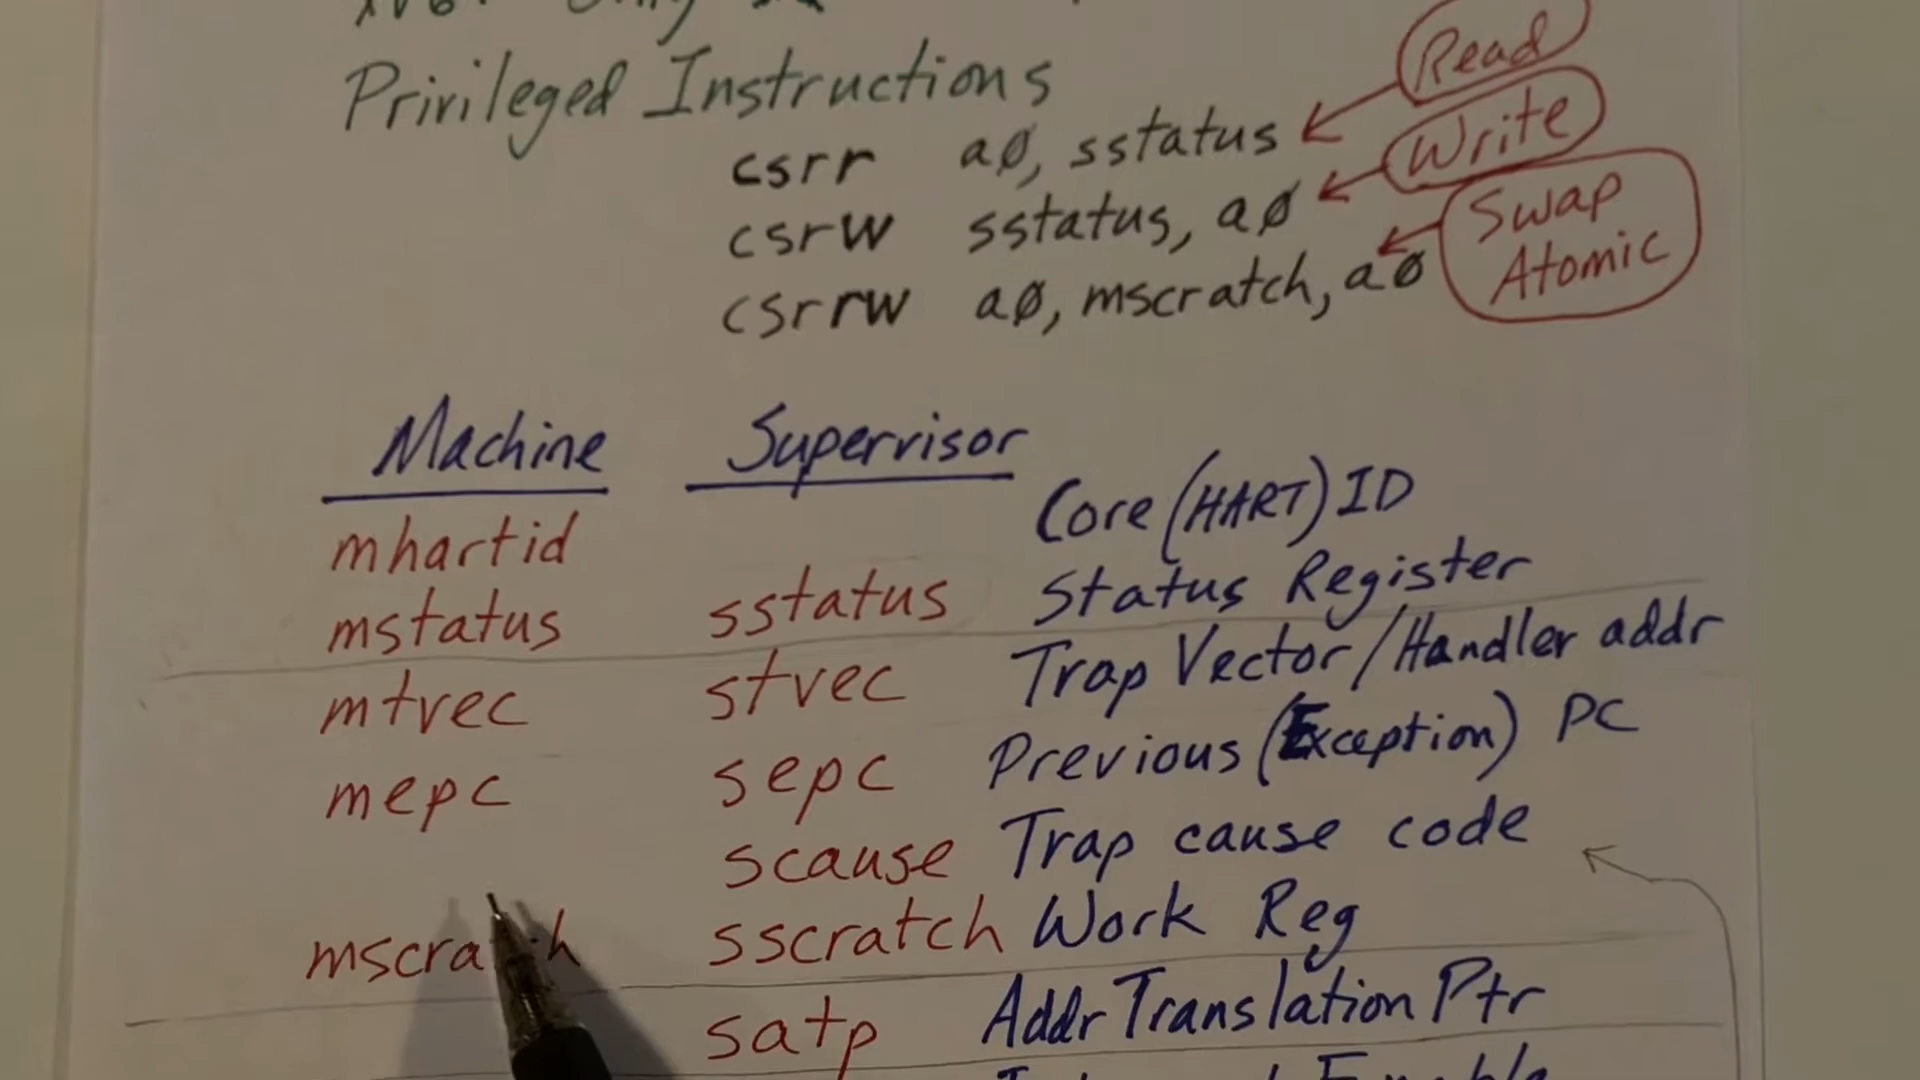 Privileged Instructions
csrr a0, sstatus Read
csrw sstatus, a0 Write
csrrw a0, mscratch, a0 Swap Atomic
Machine Supervisor
mhartid Core (HART) ID
mstatus sstatus Status Register
mtvec stvec Trap Vector/Handler addr
mepc sepc Previous (Exception) PC
scause Trap cause code
mscratch sscratch Work Reg
satp Addr Translation Ptr
Enable